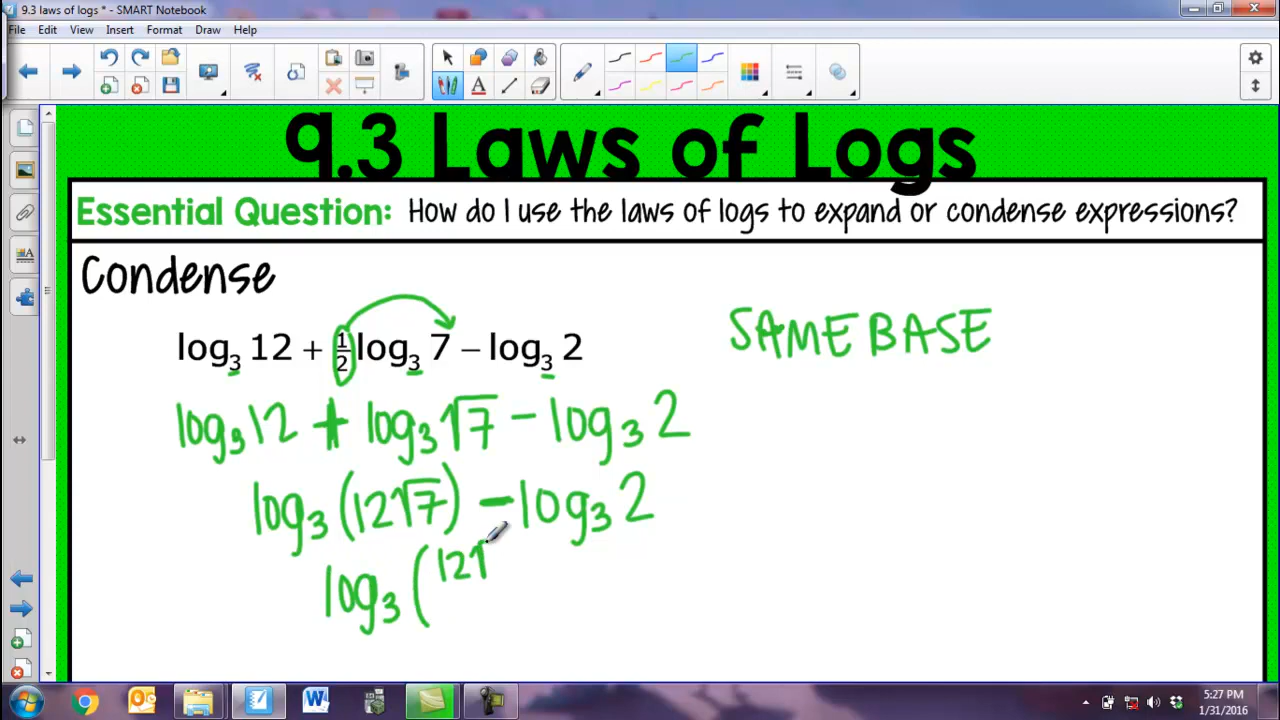 9.3 laws of logs * - SMART Notebook
File Edit View Insert Format Draw Help
9.3 Laws of Logs
Essential Question: How do I use the laws of logs to expand or condense expressions?
Condense
log₃ 12 + ½ log₃ 7 − log₃ 2
SAME BASE
log₃ 12 + log₃ √7 − log₃ 2
log₃ (12√7) − log₃ 2
log₃ (12√
5:27 PM
1/31/2016